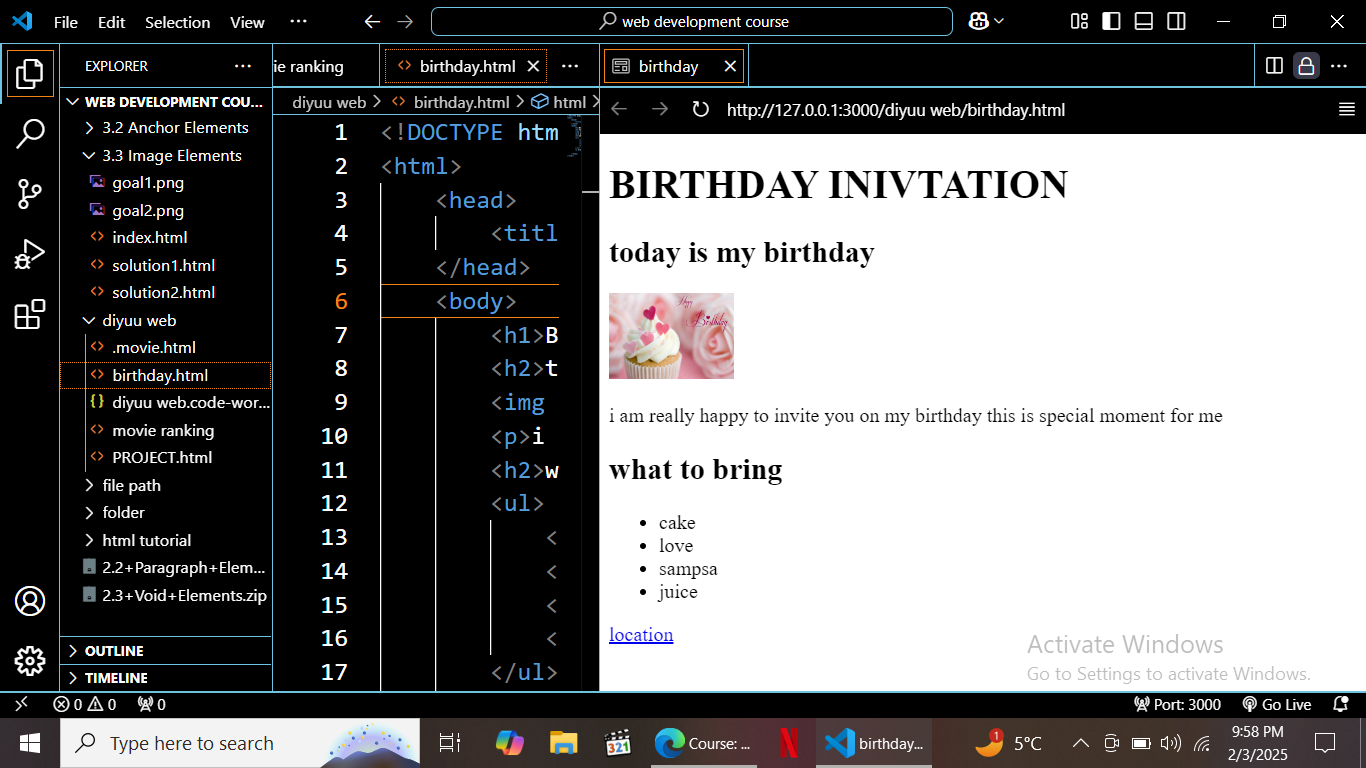 File Edit Selection View ... web development course
EXPLORER ...
WEB DEVELOPMENT COU...
3.2 Anchor Elements
3.3 Image Elements
goal1.png
goal2.png
index.html
solution1.html
solution2.html
diyuu web
.movie.html
birthday.html
diyuu web.code-wor...
movie ranking
PROJECT.html
file path
folder
html tutorial
2.2+Paragraph+Elem...
2.3+Void+Elements.zip
OUTLINE
TIMELINE
ie ranking birthday.html ...
diyuu web > birthday.html > html >
1 <!DOCTYPE htm
2 <html>
3 <head>
4 <titl
5 </head>
6 <body>
7 <h1>B
8 <h2>t
9 <img
10 <p>i
11 <h2>w
12 <ul>
13 <
14 <
15 <
16 <
17 </ul>
birthday ...
http://127.0.0.1:3000/diyuu web/birthday.html
BIRTHDAY INIVTATION
today is my birthday
Happy
Birthday
i am really happy to invite you on my birthday this is special moment for me
what to bring
• cake
• love
• sampsa
• juice
location
Activate Windows
Go to Settings to activate Windows.
0 0 0 Port: 3000 Go Live
Type here to search 321 Course: ... N birthday... 1 5°C 9:58 PM
2/3/2025